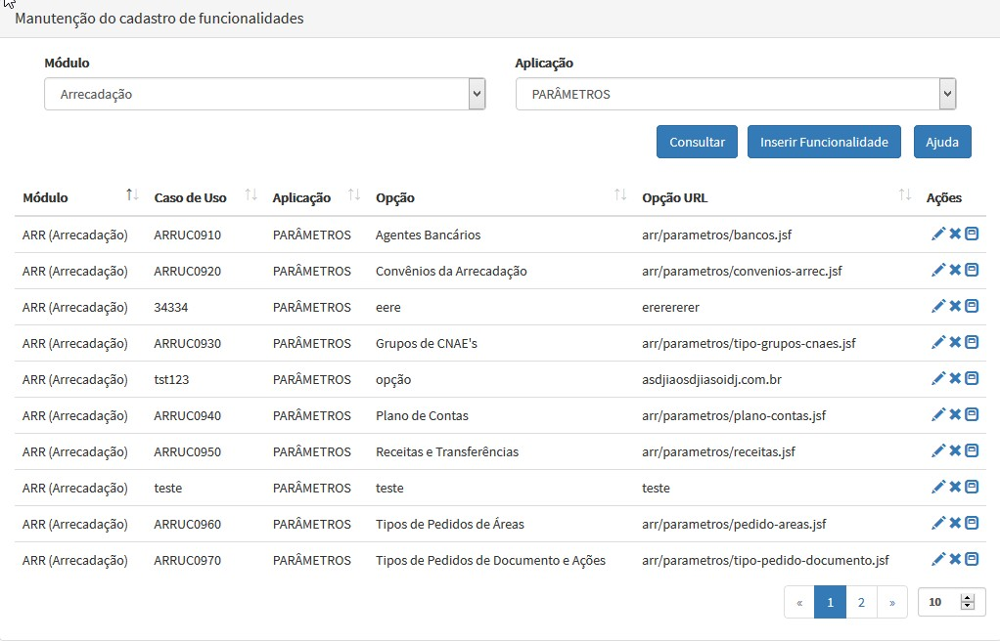 Manutenção do cadastro de funcionalidades
Módulo Aplicação
Arrecadação PARÂMETROS
Consultar Inserir Funcionalidade Ajuda
Módulo Caso de Uso Aplicação Opção Opção URL Ações
ARR (Arrecadação) ARRUC0910 PARÂMETROS Agentes Bancários arr/parametros/bancos.jsf
ARR (Arrecadação) ARRUC0920 PARÂMETROS Convênios da Arrecadação arr/parametros/convenios-arrec.jsf
ARR (Arrecadação) 34334 PARÂMETROS eere erererere​r
ARR (Arrecadação) ARRUC0930 PARÂMETROS Grupos de CNAE's arr/parametros/tipo-grupos-cnaes.jsf
ARR (Arrecadação) tst123 PARÂMETROS opção asdjiaosdjiasoidj.com.br
ARR (Arrecadação) ARRUC0940 PARÂMETROS Plano de Contas arr/parametros/plano-contas.jsf
ARR (Arrecadação) ARRUC0950 PARÂMETROS Receitas e Transferências arr/parametros/receitas.jsf
ARR (Arrecadação) teste PARÂMETROS teste teste
ARR (Arrecadação) ARRUC0960 PARÂMETROS Tipos de Pedidos de Áreas arr/parametros/pedido-areas.jsf
ARR (Arrecadação) ARRUC0970 PARÂMETROS Tipos de Pedidos de Documento e Ações arr/parametros/tipo-pedido-documento.jsf
« 1 2 » 10